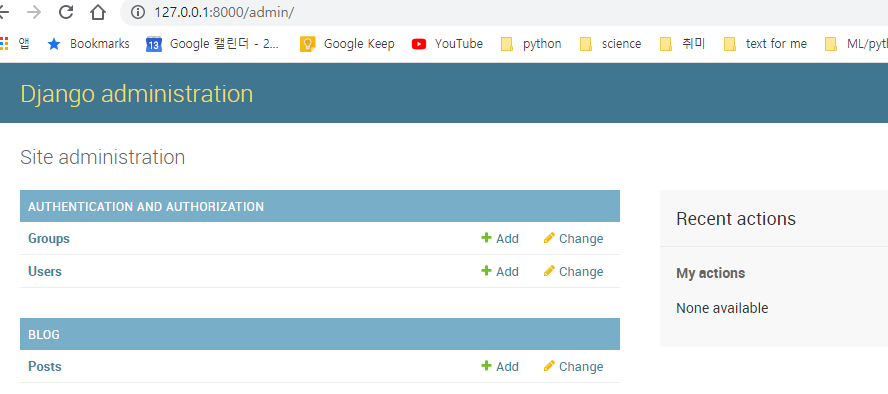 127.0.0.1:8000/admin/
앱 Bookmarks Google 캘린더 - 2... Google Keep YouTube python science 취미 text for me ML/pyth
Django administration
Site administration
AUTHENTICATION AND AUTHORIZATION
Groups Add Change
Users Add Change
BLOG
Posts Add Change
Recent actions
My actions
None available